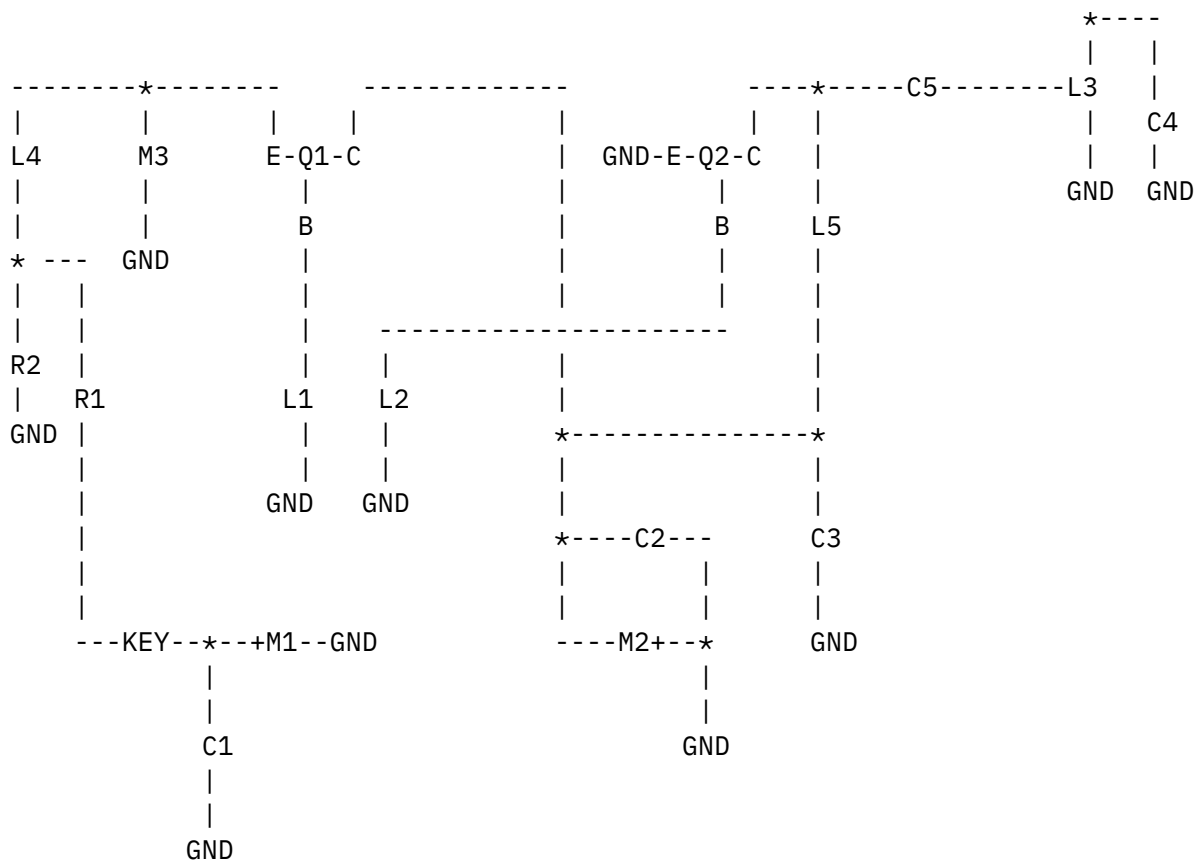 *----
                                                                   |   |
--------*--------     -------------           ----*-----C5--------L3   |
|       |       |    |            |           |   |                |   C4
L4      M3      E-Q1-C            |  GND-E-Q2-C   |                |   |
|       |         |               |         |     |               GND  GND
|       |         B               |         B     L5
* ---  GND        |               |         |     |
|   |             |               |         |     |
|   |             |    ----------------------     |
R2  |             |    |          |               |
|   R1           L1    L2         |               |
GND |             |    |          *---------------*
    |             |    |          |               |
    |           GND   GND         |               |
    |                             *----C2---      C3
    |                             |        |      |
    |                             |        |      |
    ---KEY--*--+M1--GND           ----M2+--*      GND
            |                              |
            |                              |
            C1                            GND
            |
            |
           GND